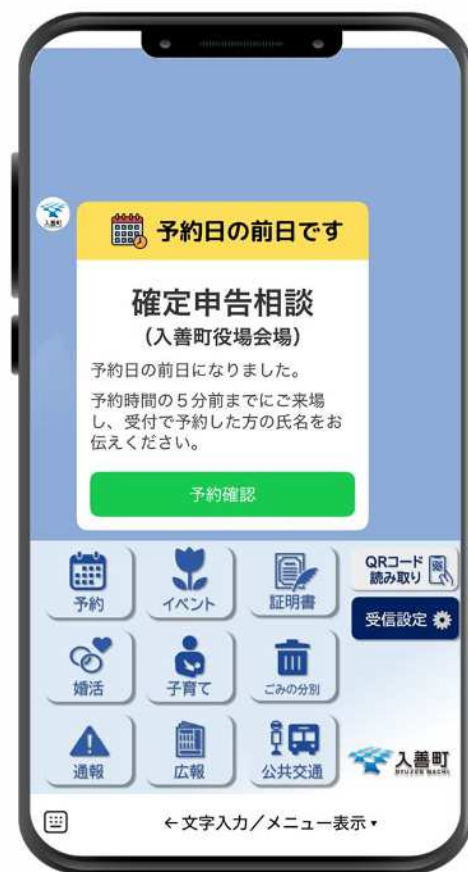 入善町
予約日の前日です
確定申告相談
(入善町役場会場)
予約日の前日になりました。
予約時間の5分前までにご来場
し、受付で予約した方の氏名をお
伝えください。
予約確認
予約
イベント
証明書
QRコード
読み取り
受信設定
婚活
子育て
ごみの分別
通報
広報
公共交通
入善町
NYUZEN MACHI
←文字入力/メニュー表示▾